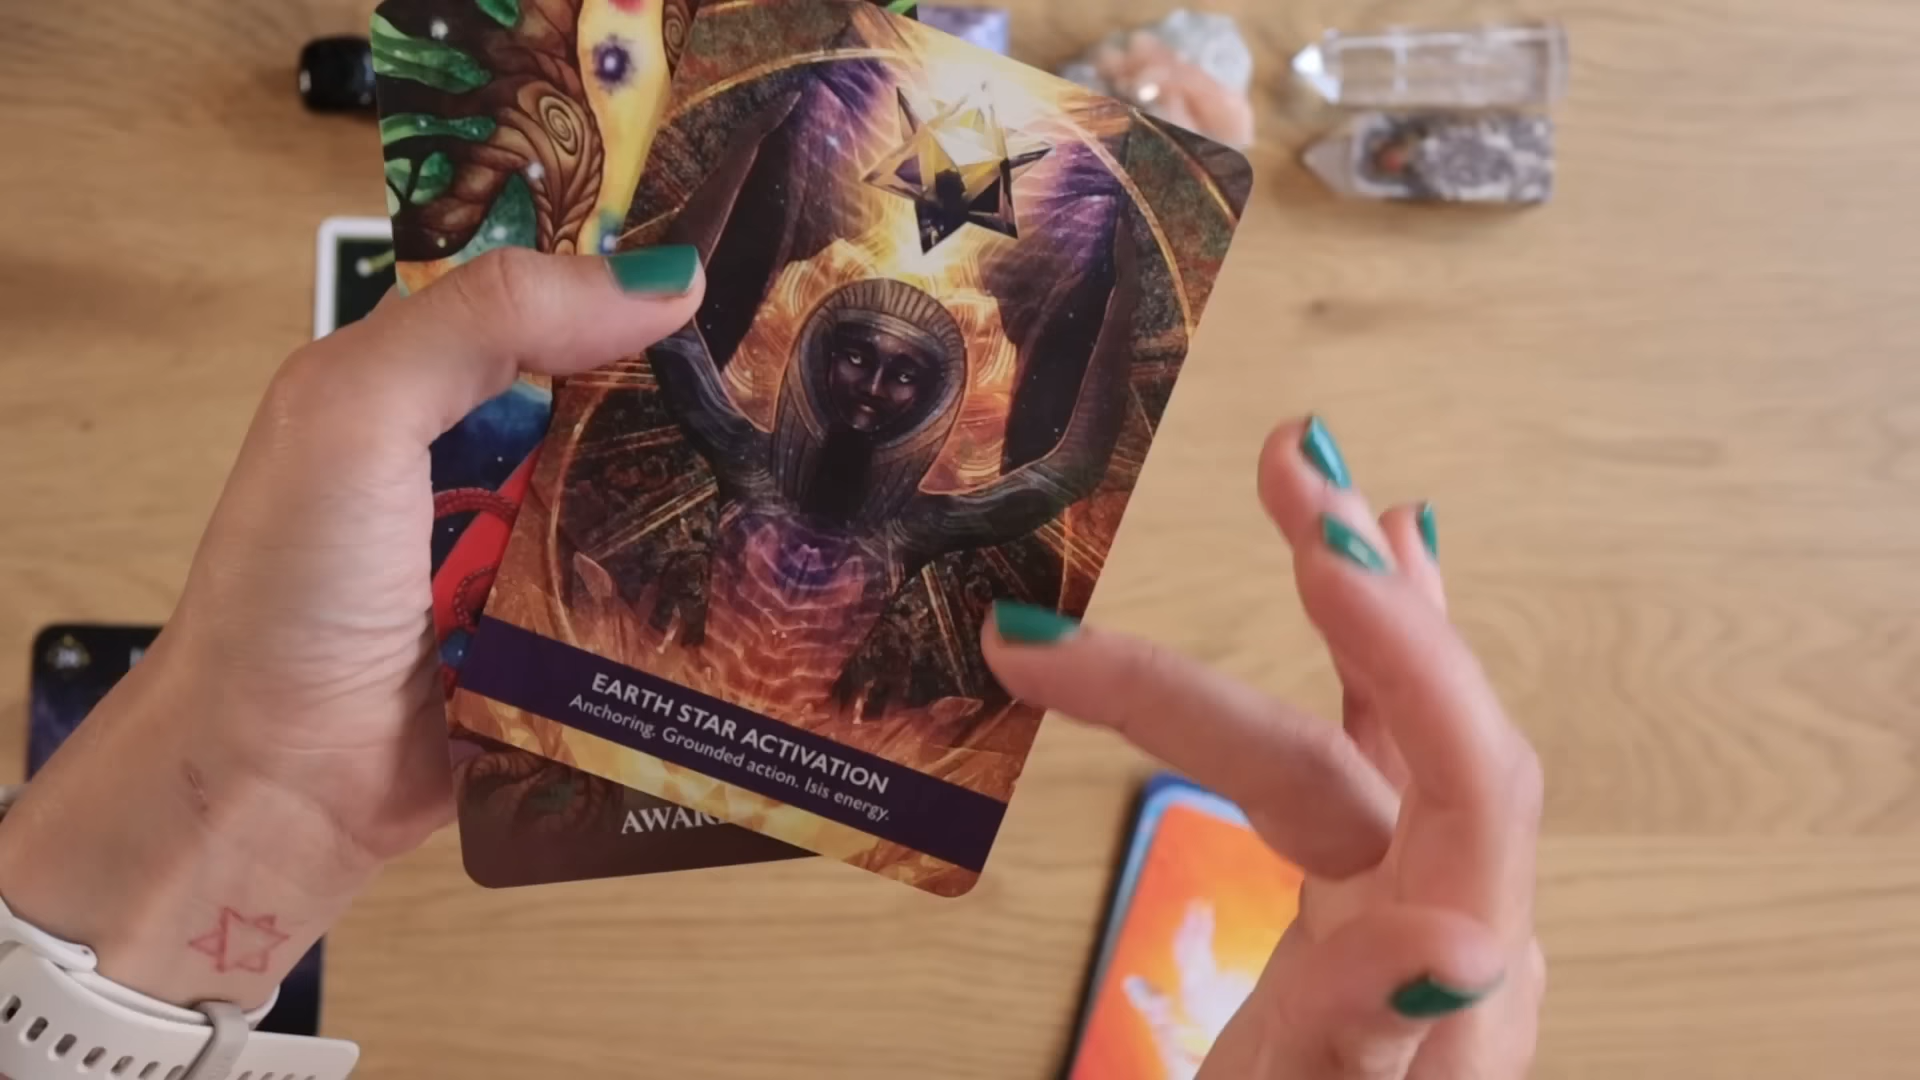 EARTH STAR ACTIVATION
Anchoring. Grounded action. Isis energy.